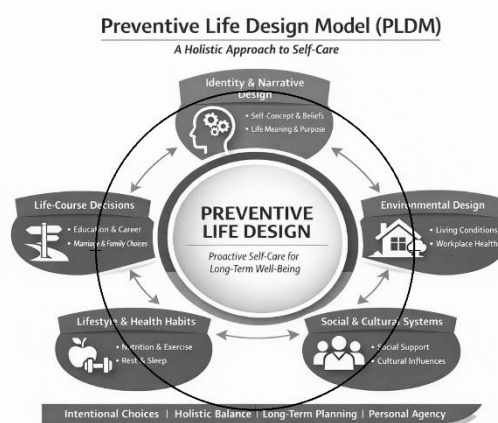 Preventive Life Design Model (PLDM)
A Holistic Approach to Self-Care
Identity & Narrative
Design
• Self-Concept & Beliefs
• Life Meaning & Purpose
Life-Course Decisions
• Education & Career
• Marriage & Family Choices
PREVENTIVE
LIFE DESIGN
Proactive Self-Care for
Long-Term Well-Being
Environmental Design
• Living Conditions
• Workplace Health
Lifestyle & Health Habits
• Nutrition & Exercise
• Rest & Sleep
Social & Cultural Systems
• Social Support
• Cultural Influences
Intentional Choices | Holistic Balance | Long-Term Planning | Personal Agency